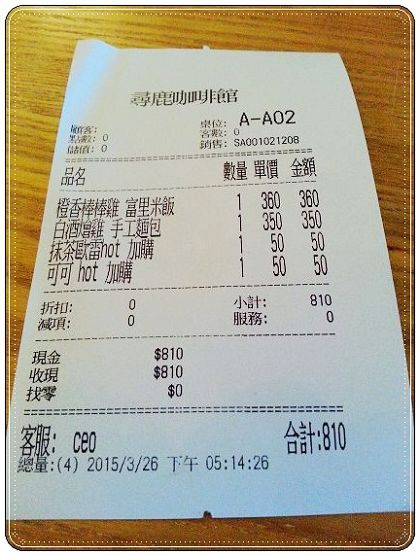 尋鹿咖啡館
顧客:
桌位: A-A02
點數: 0
客數: 0
儲值: 0
銷售: SA001021208
品名 數量 單價 金額
橙香棒棒雞 富里米飯 1 360 360
白酒燴雞 手工麵包 1 350 350
抹茶歐雷hot 加購 1 50 50
可可 hot 加購 1 50 50
折扣: 0 小計: 810
減項: 0 服務: 0
現金 $810
收現 $810
找零 $0
客服: ceo 合計:810
總量:(4) 2015/3/26 下午 05:14:26